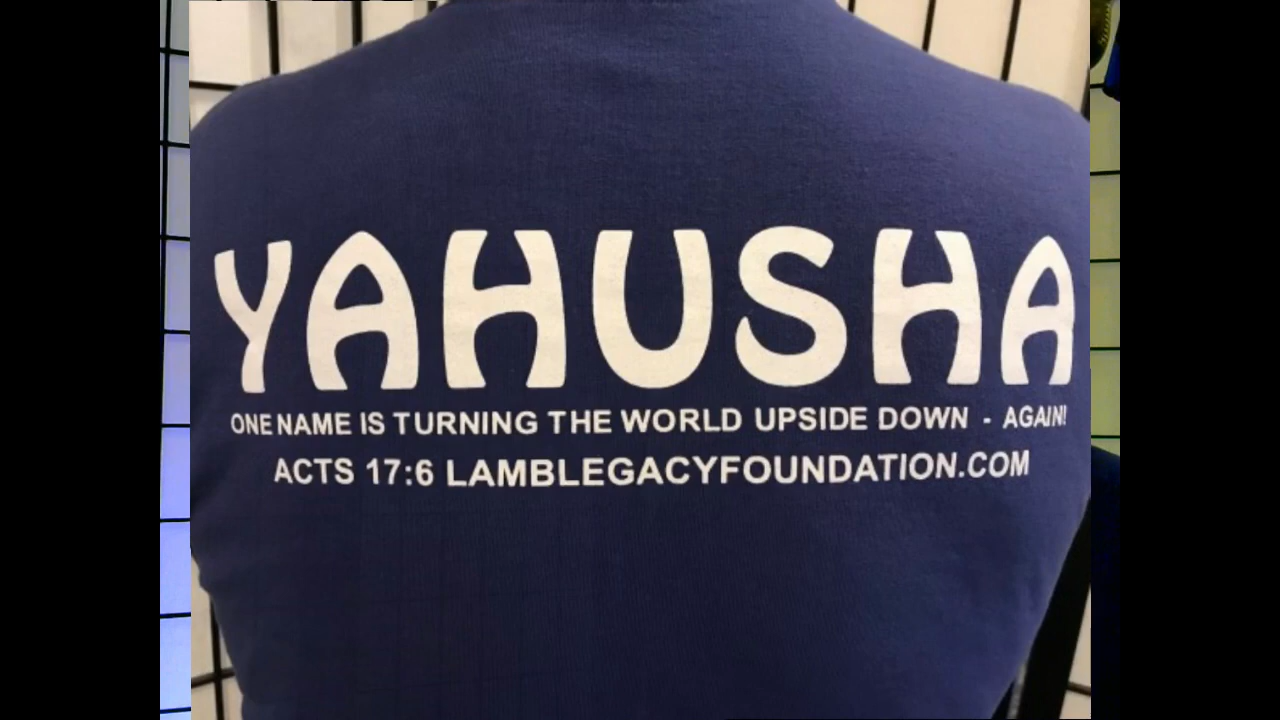 YAHUSHA
ONE NAME IS TURNING THE WORLD UPSIDE DOWN - AGAIN!
ACTS 17:6 LAMBLEGACYFOUNDATION.COM